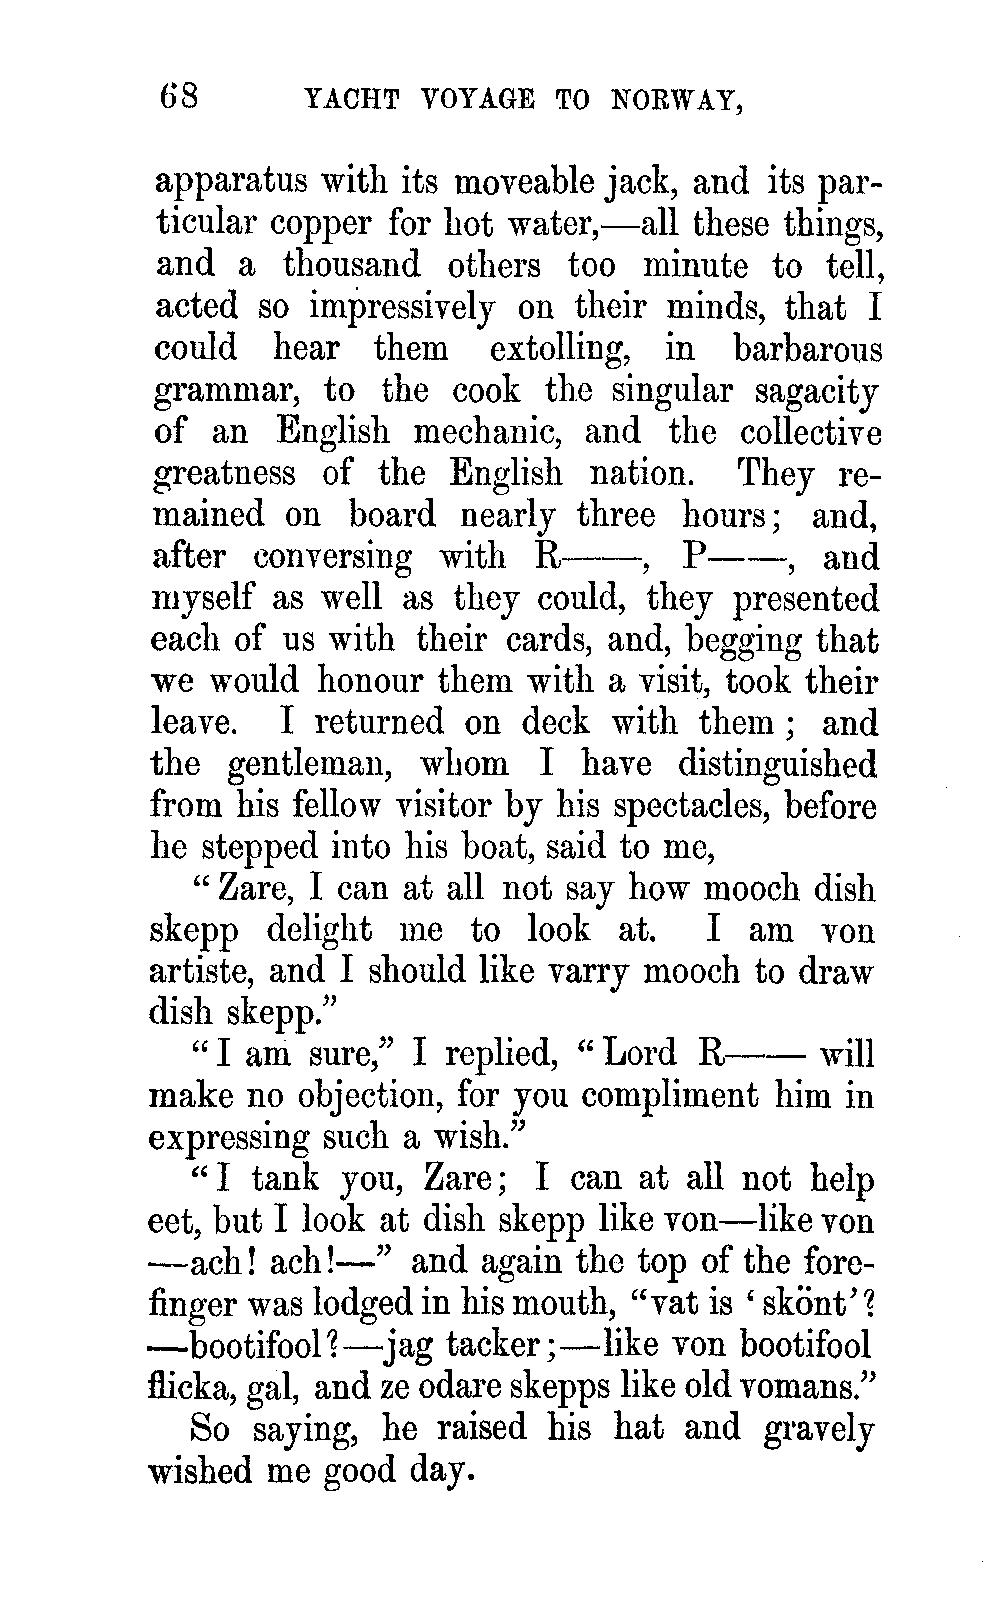 68 YACHT VOYAGE TO NORWAY,
apparatus with its moveable jack, and its par-
ticular copper for hot water,—all these things,
and a thousand others too minute to tell,
acted so impressively on their minds, that I
could hear them extolling, in barbarous
grammar, to the cook the singular sagacity
of an English mechanic, and the collective
greatness of the English nation. They re-
mained on board nearly three hours; and,
after conversing with R——, P——, and
myself as well as they could, they presented
each of us with their cards, and, begging that
we would honour them with a visit, took their
leave. I returned on deck with them; and
the gentleman, whom I have distinguished
from his fellow visitor by his spectacles, before
he stepped into his boat, said to me,
“Zare, I can at all not say how mooch dish
skepp delight me to look at. I am von
artiste, and I should like varry mooch to draw
dish skepp.”
“I am sure,” I replied, “Lord R—— will
make no objection, for you compliment him in
expressing such a wish.”
“I tank you, Zare; I can at all not help
eet, but I look at dish skepp like von—like von
—ach! ach!—” and again the top of the fore-
finger was lodged in his mouth, “vat is ‘skönt’?
—bootifool?—jag tacker;—like von bootifool
flicka, gal, and ze odare skepps like old vomans.”
So saying, he raised his hat and gravely
wished me good day.